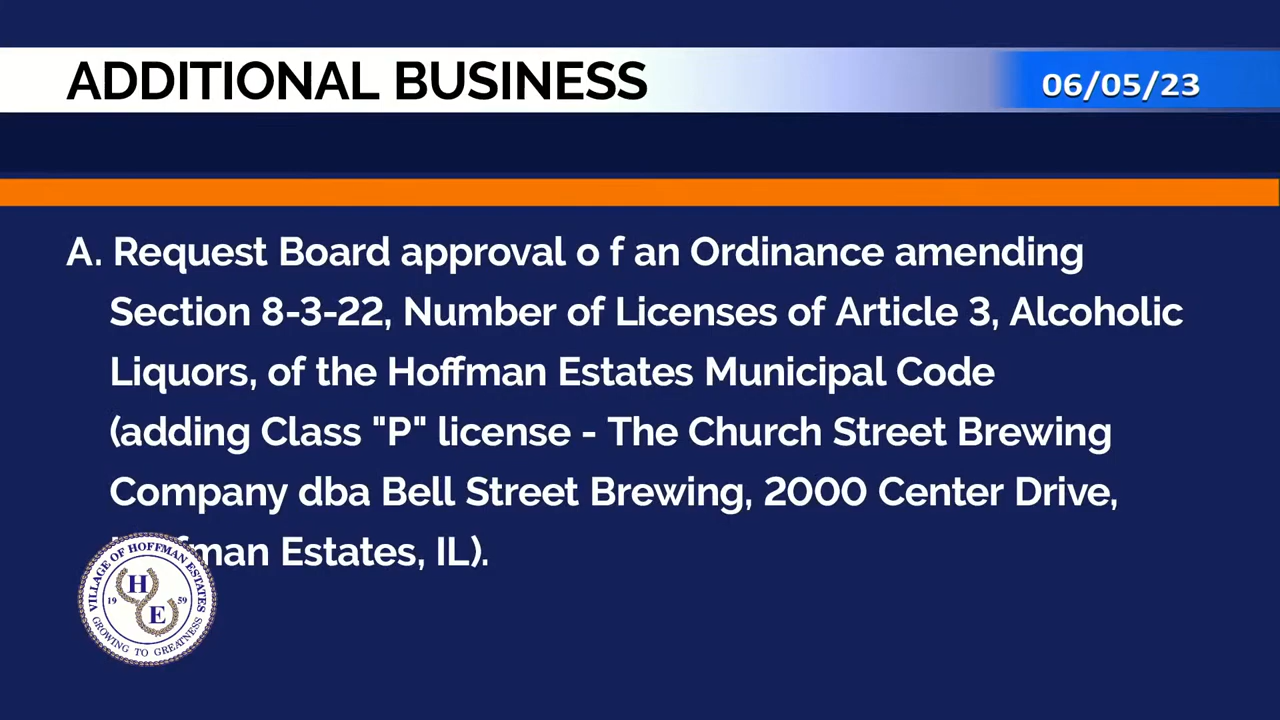 ADDITIONAL BUSINESS
06/05/23
A. Request Board approval o f an Ordinance amending
Section 8-3-22, Number of Licenses of Article 3, Alcoholic
Liquors, of the Hoffman Estates Municipal Code
(adding Class "P" license - The Church Street Brewing
Company dba Bell Street Brewing, 2000 Center Drive,
man Estates, IL).
VILLAGE OF HOFFMAN ESTATES
H
19 59
E
GROWING TO GREATNESS